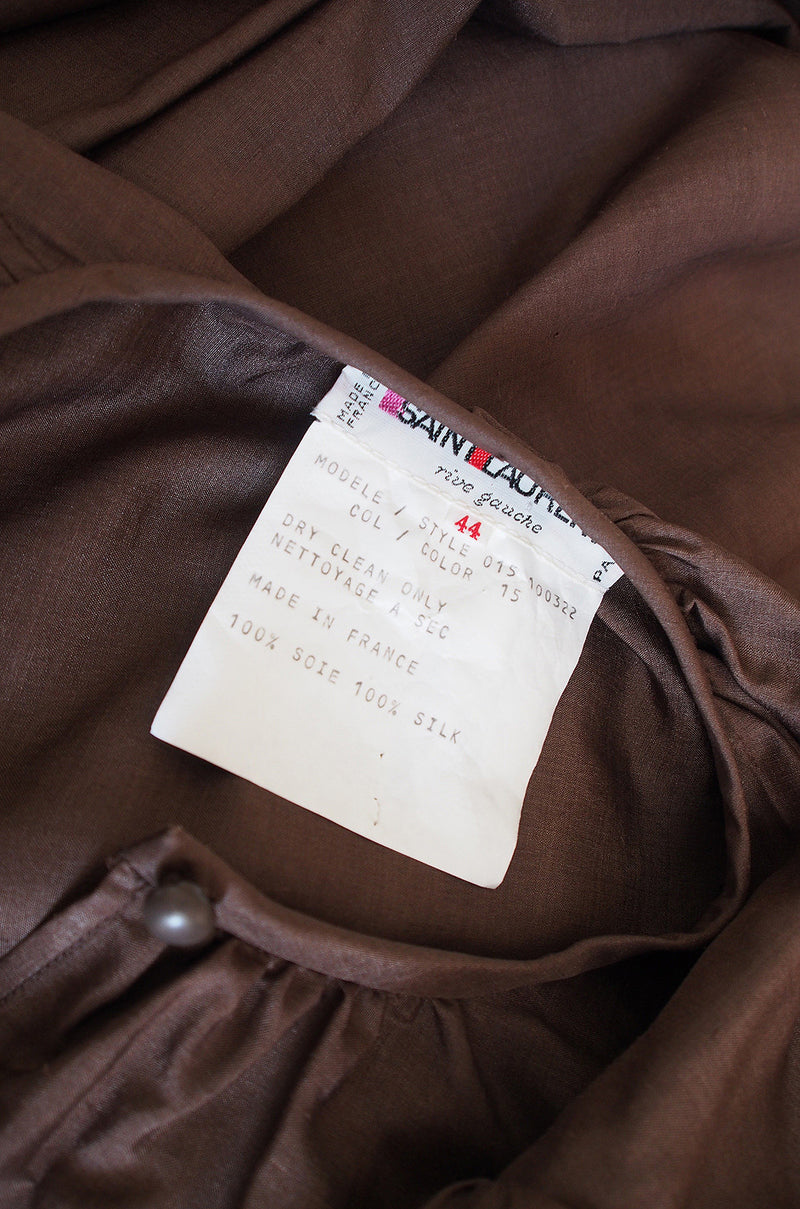 MADE
FRANC
SAINT LAUREN
rive gauche
PA
44
MODELE / STYLE 015 100322
COL / COLOR 15
DRY CLEAN ONLY
NETTOYAGE A SEC
MADE IN FRANCE
100% SOIE 100% SILK